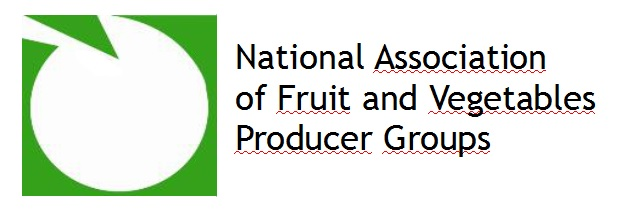 National Association
of Fruit and Vegetables
Producer Groups